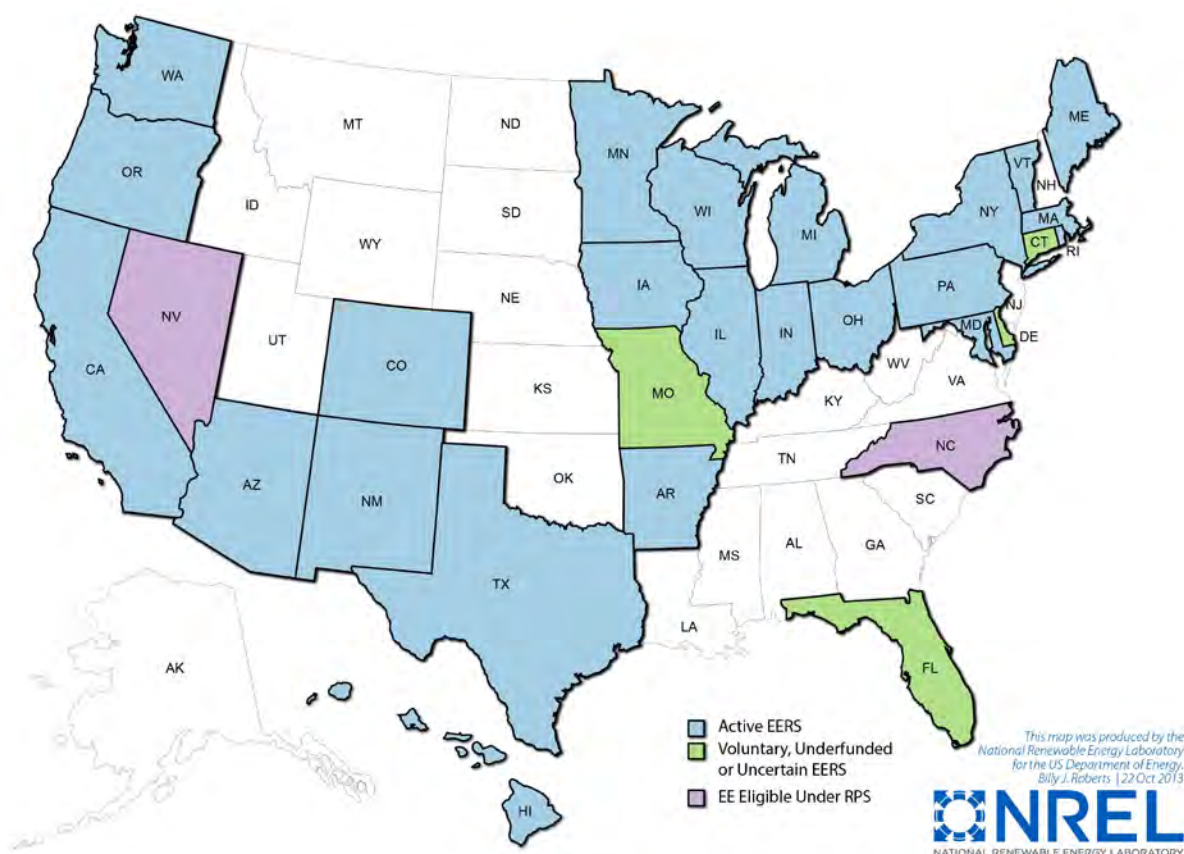 WA
MT
ND
MN
ME
OR
ID
SD
WI
VT
NH
NY
WY
MI
MA
CT
RI
NE
IA
PA
NV
UT
IL
IN
OH
NJ
MD
DE
CA
CO
KS
MO
WV
VA
KY
AZ
NM
OK
AR
TN
NC
SC
MS
AL
GA
TX
LA
AK
FL
HI
Active EERS
Voluntary, Underfunded
or Uncertain EERS
EE Eligible Under RPS
This map was produced by the
National Renewable Energy Laboratory
for the US Department of Energy.
Billy J. Roberts | 22 Oct 2013
NREL
NATIONAL RENEWABLE ENERGY LABORATORY